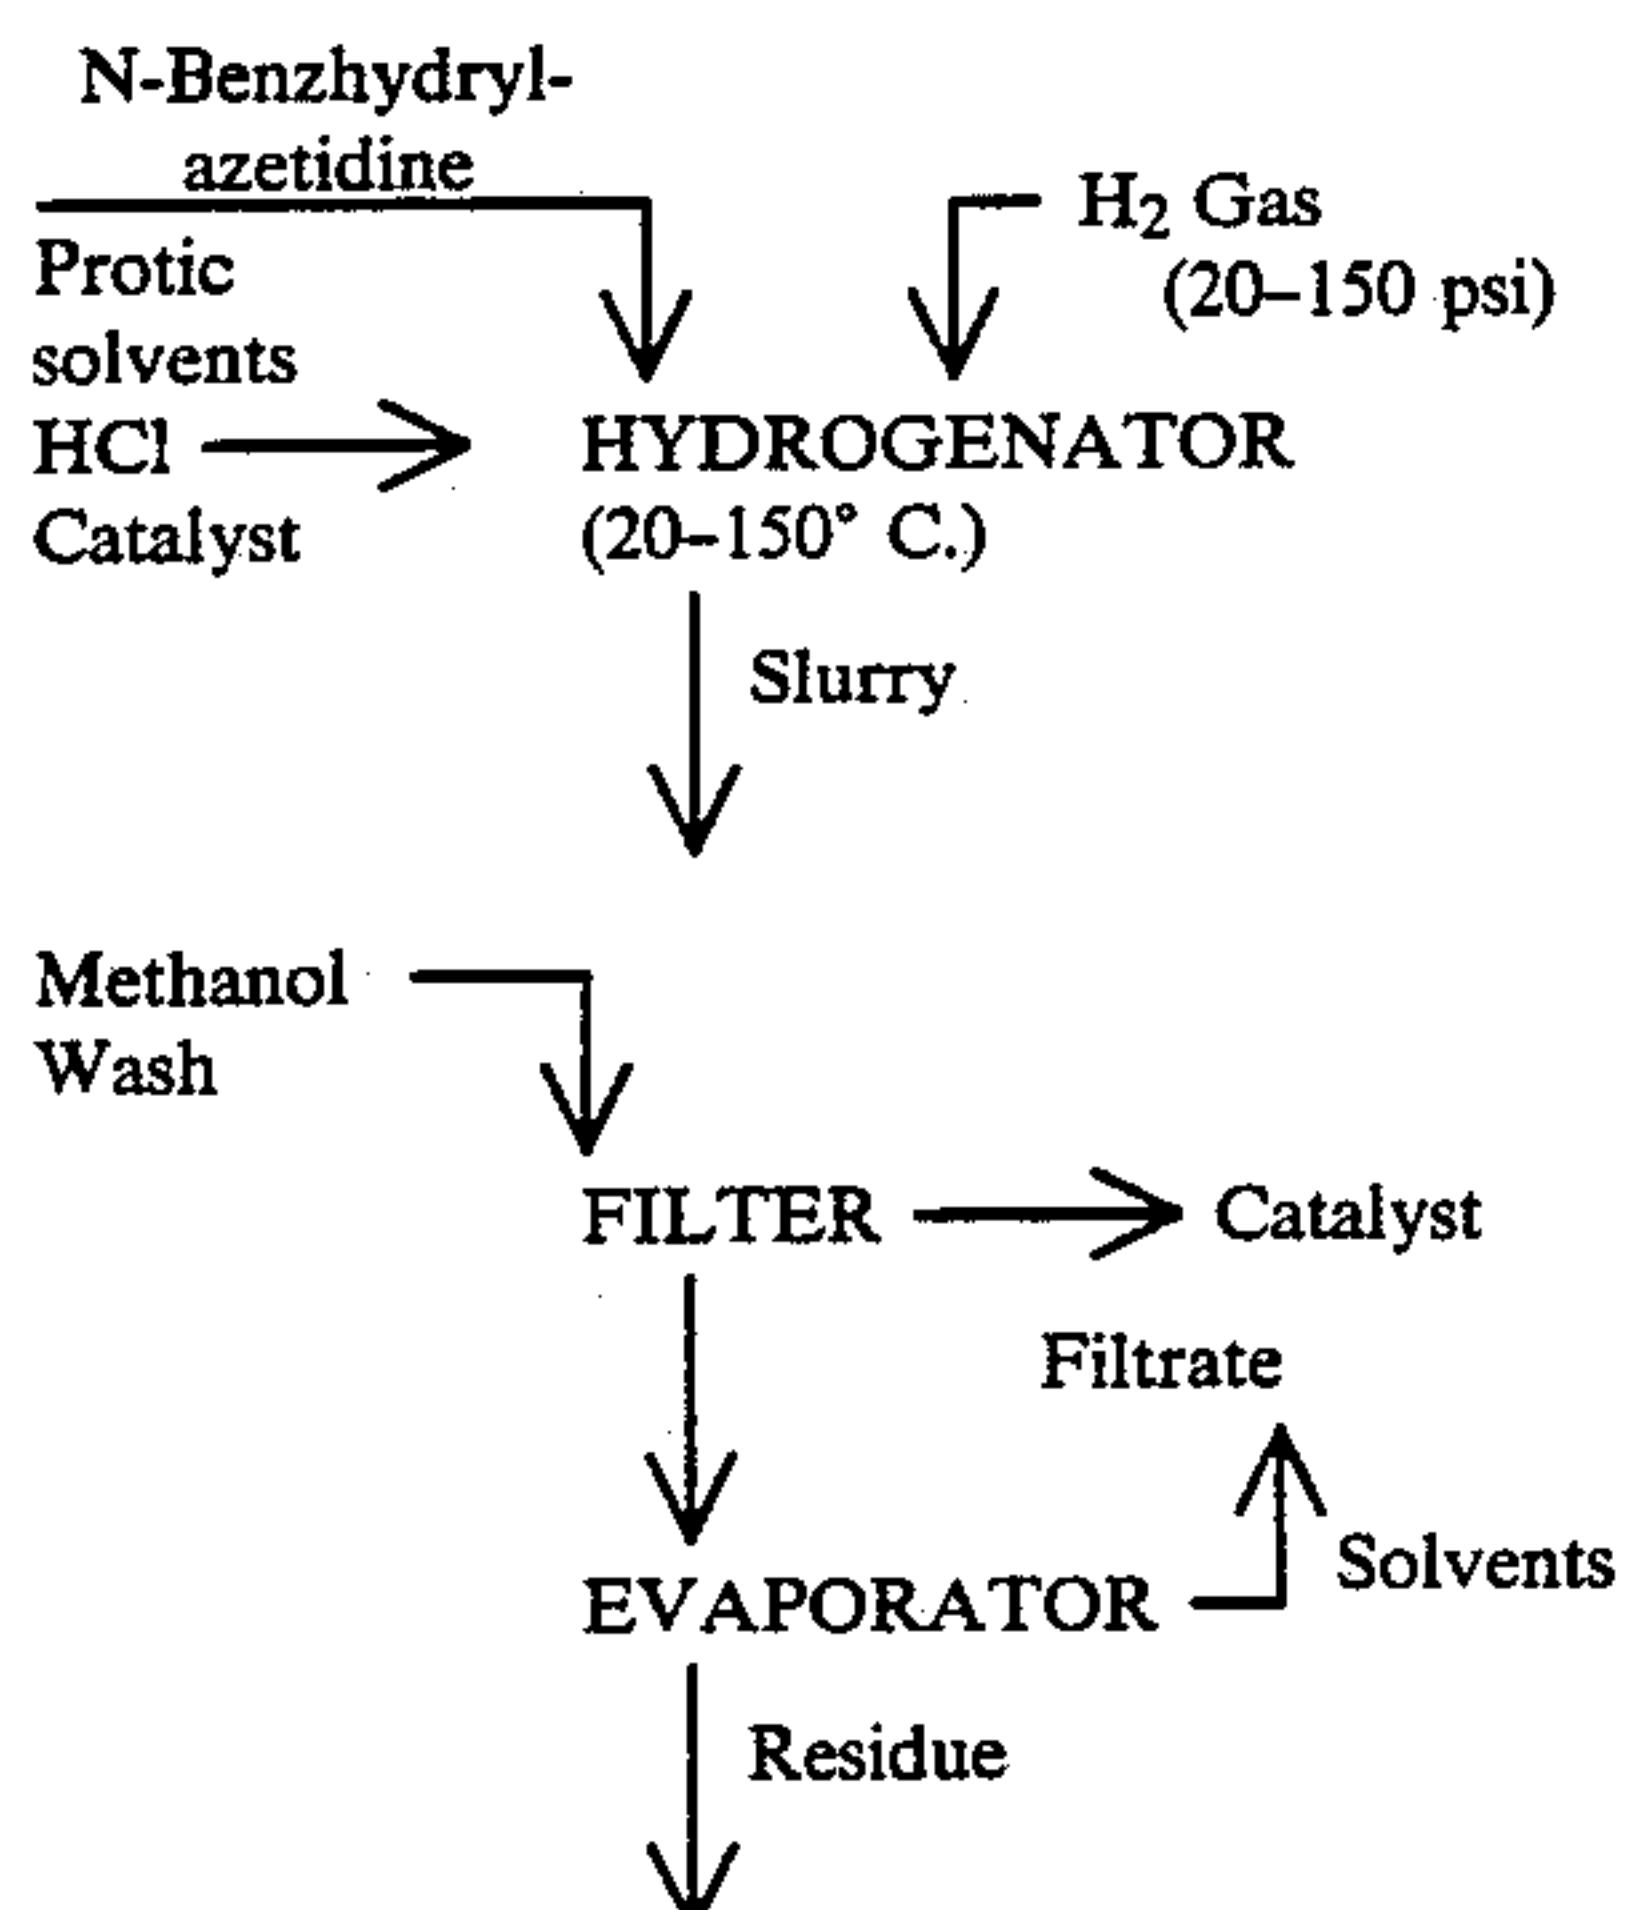 N-Benzhydryl-
azetidine
H₂ Gas
(20–150 psi)
Protic
solvents
HCl
Catalyst
HYDROGENATOR
(20–150° C.)
Slurry
Methanol
Wash
FILTER
Catalyst
Filtrate
EVAPORATOR
Solvents
Residue